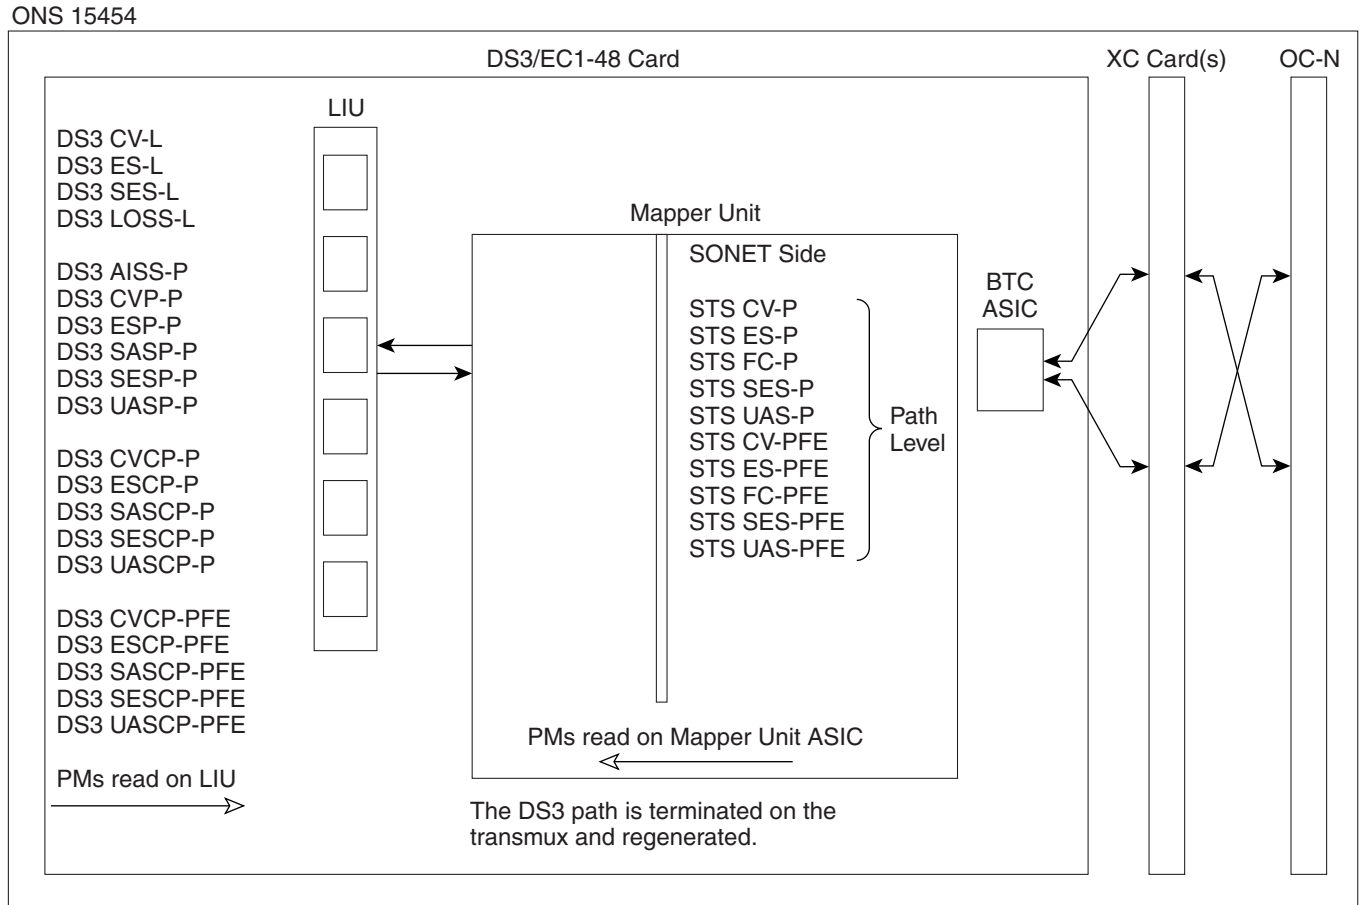 ONS 15454
DS3/EC1-48 Card
XC Card(s)
OC-N
LIU
DS3 CV-L
DS3 ES-L
DS3 SES-L
DS3 LOSS-L
DS3 AISS-P
DS3 CVP-P
DS3 ESP-P
DS3 SASP-P
DS3 SESP-P
DS3 UASP-P
DS3 CVCP-P
DS3 ESCP-P
DS3 SASCP-P
DS3 SESCP-P
DS3 UASCP-P
DS3 CVCP-PFE
DS3 ESCP-PFE
DS3 SASCP-PFE
DS3 SESCP-PFE
DS3 UASCP-PFE
PMs read on LIU
Mapper Unit
SONET Side
STS CV-P
STS ES-P
STS FC-P
STS SES-P
STS UAS-P
STS CV-PFE
STS ES-PFE
STS FC-PFE
STS SES-PFE
STS UAS-PFE
Path
Level
PMs read on Mapper Unit ASIC
The DS3 path is terminated on the
transmux and regenerated.
BTC
ASIC